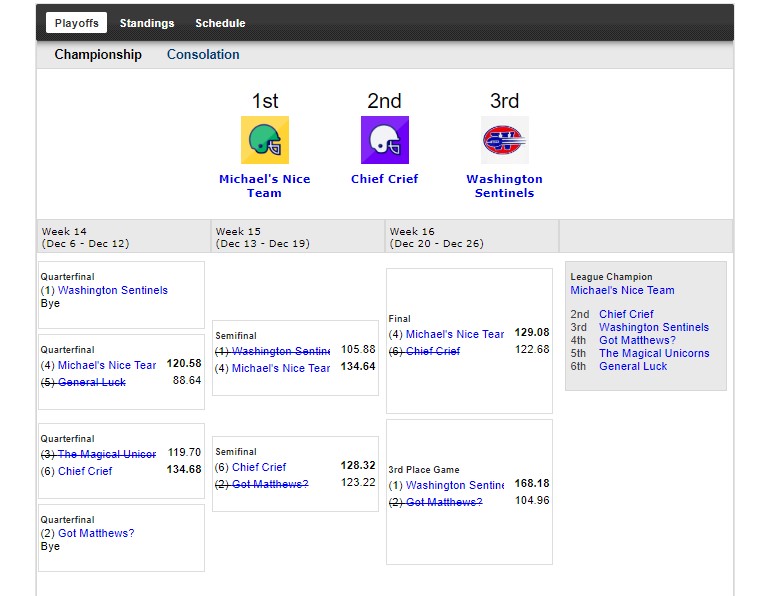 Playoffs Standings Schedule
Championship Consolation
1st 2nd 3rd
Michael's Nice Team
Chief Crief
Washington Sentinels
Week 14
(Dec 6 - Dec 12)
Week 15
(Dec 13 - Dec 19)
Week 16
(Dec 20 - Dec 26)
Quarterfinal
(1) Washington Sentinels
Bye
Quarterfinal
(4) Michael's Nice Tear 120.58
(5) General Luck 88.64
Quarterfinal
(3) The Magical Unicor 119.70
(6) Chief Crief 134.68
Quarterfinal
(2) Got Matthews?
Bye
Semifinal
(1) Washington Sentine 105.88
(4) Michael's Nice Tear 134.64
Semifinal
(6) Chief Crief 128.32
(2) Got Matthews? 123.22
Final
(4) Michael's Nice Tear 129.08
(6) Chief Crief 122.68
3rd Place Game
(1) Washington Sentine 168.18
(2) Got Matthews? 104.96
League Champion
Michael's Nice Team
2nd Chief Crief
3rd Washington Sentinels
4th Got Matthews?
5th The Magical Unicorns
6th General Luck